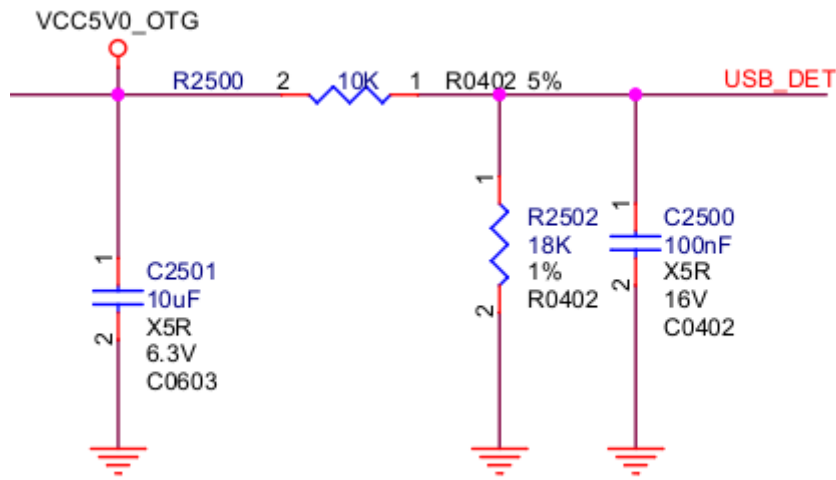 VCC5V0_OTG
R2500 2 10K 1 R0402 5% USB_DET
1
C2501
10uF
X5R
6.3V
C0603
2
1
R2502
18K
1%
R0402
2
1
C2500
100nF
X5R
16V
C0402
2